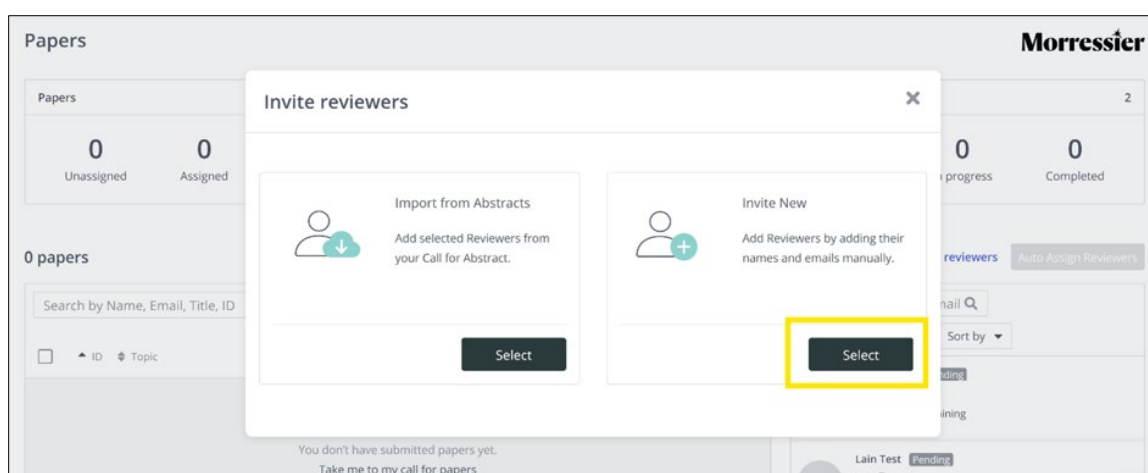 Papers
Morressier
Papers
2
0
Unassigned
0
Assigned
0
progress
0
Completed
Invite reviewers
Import from Abstracts
Add selected Reviewers from
your Call for Abstract.
Select
Invite New
Add Reviewers by adding their
names and emails manually.
Select
0 papers
reviewers
Auto Assign Reviewers
Search by Name, Email, Title, ID
ID Topic
Sort by
You don't have submitted papers yet.
Take me to my call for papers
Lain Test Pending